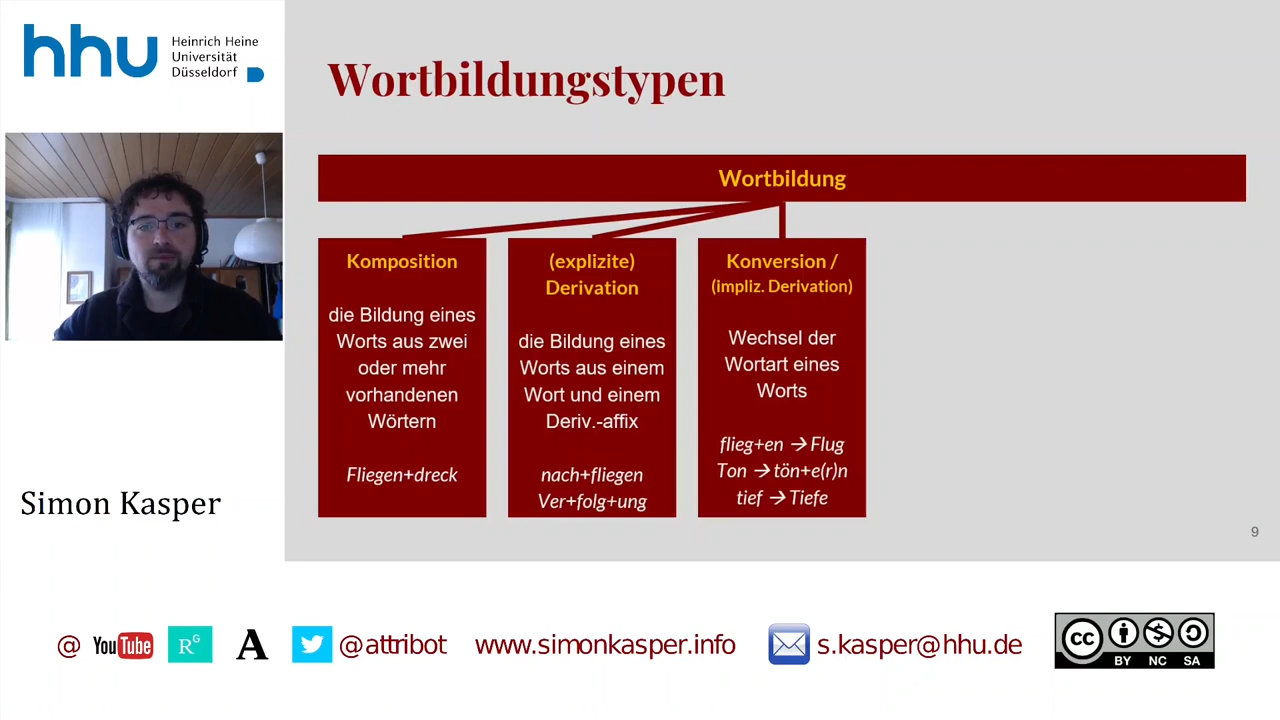 hhu
Heinrich Heine
Universität
Düsseldorf
Wortbildungstypen
Wortbildung
Komposition
die Bildung eines
Worts aus zwei
oder mehr
vorhandenen
Wörtern
Fliegen+dreck
(explizite)
Derivation
die Bildung eines
Worts aus einem
Wort und einem
Deriv.-affix
nach+fliegen
Ver+folg+ung
Konversion /
(impliz. Derivation)
Wechsel der
Wortart eines
Worts
flieg+en → Flug
Ton → tön+e(r)n
tief → Tiefe
9
Simon Kasper
@ YouTube RG A @attribot www.simonkasper.info s.kasper@hhu.de
cc BY NC SA